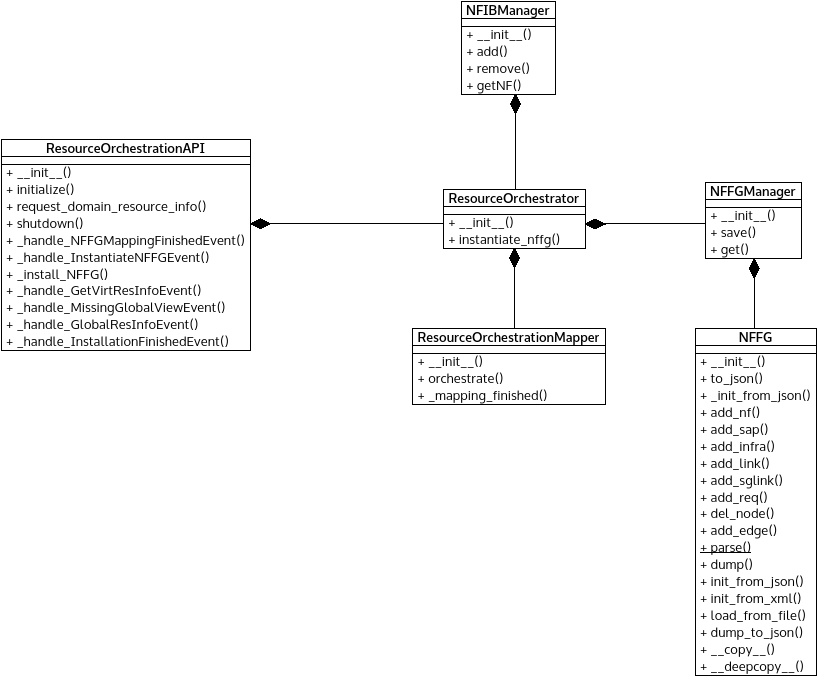 NFIBManager
+ __init__()
+ add()
+ remove()
+ getNF()
ResourceOrchestrationAPI
+ __init__()
+ initialize()
+ request_domain_resource_info()
+ shutdown()
+ _handle_NFFGMappingFinishedEvent()
+ _handle_InstantiateNFFGEvent()
+ _install_NFFG()
+ _handle_GetVirtResInfoEvent()
+ _handle_MissingGlobalViewEvent()
+ _handle_GlobalResInfoEvent()
+ _handle_InstallationFinishedEvent()
ResourceOrchestrator
+ __init__()
+ instantiate_nffg()
NFFGManager
+ __init__()
+ save()
+ get()
ResourceOrchestrationMapper
+ __init__()
+ orchestrate()
+ _mapping_finished()
NFFG
+ __init__()
+ to_json()
+ _init_from_json()
+ add_nf()
+ add_sap()
+ add_infra()
+ add_link()
+ add_sglink()
+ add_req()
+ del_node()
+ add_edge()
+ parse()
+ dump()
+ init_from_json()
+ init_from_xml()
+ load_from_file()
+ dump_to_json()
+ __copy__()
+ __deepcopy__()